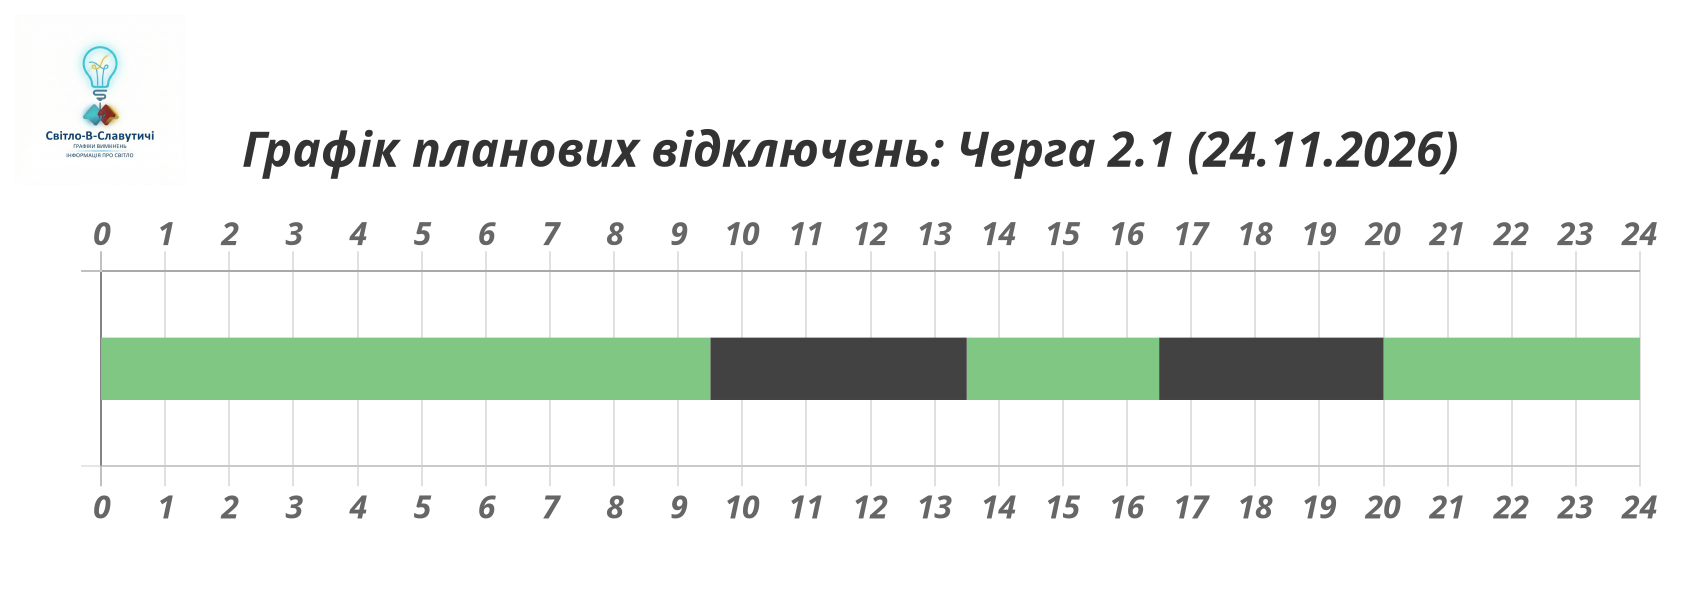 Світло-В-Славутичі
ГРАФІКИ ВИМКНЕНЬ
ІНФОРМАЦІЯ ПРО СВІТЛО
Графік планових відключень: Черга 2.1 (24.11.2026)
0 1 2 3 4 5 6 7 8 9 10 11 12 13 14 15 16 17 18 19 20 21 22 23 24
0 1 2 3 4 5 6 7 8 9 10 11 12 13 14 15 16 17 18 19 20 21 22 23 24